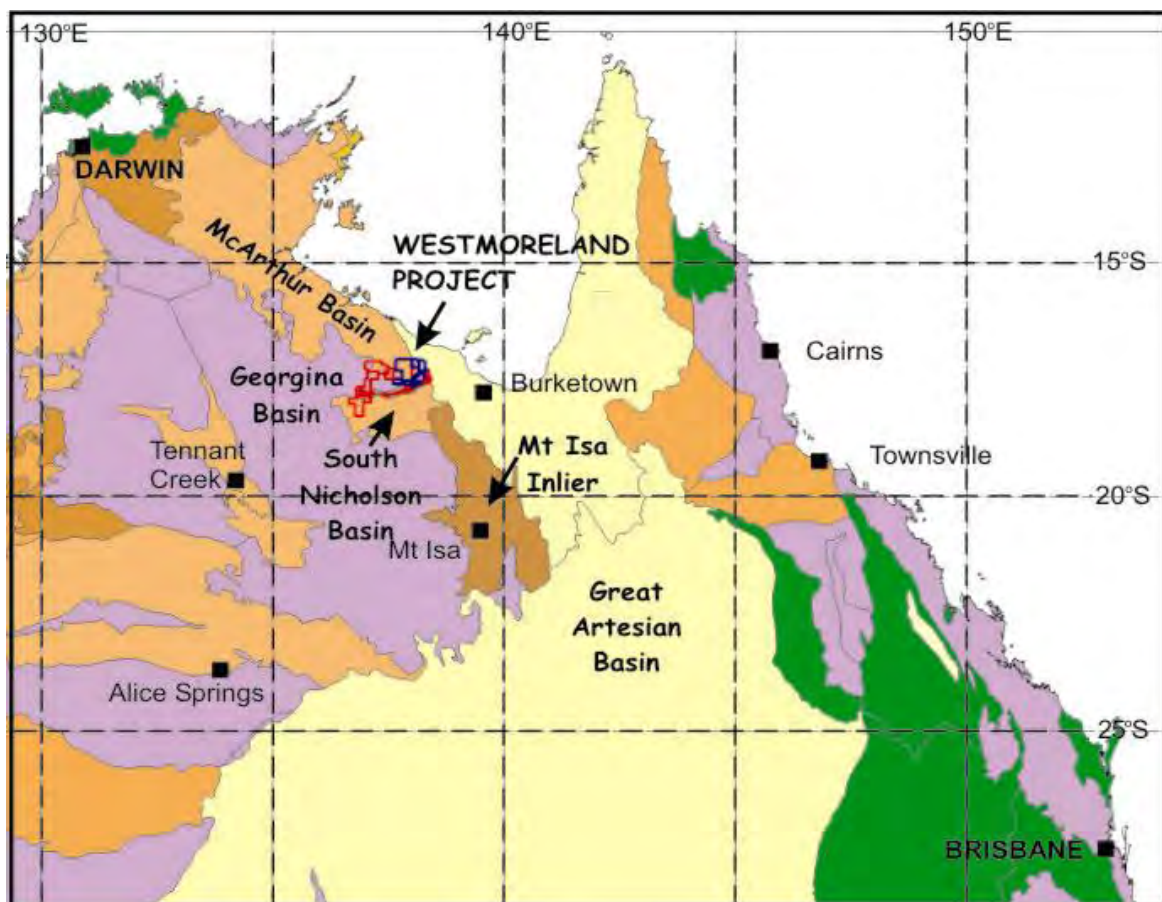 130°E
140°E
150°E
DARWIN
McArthur Basin
WESTMORELAND
PROJECT
15°S
Cairns
Georgina
Basin
Burketown
Tennant
Creek
South
Nicholson
Basin
Mt Isa
Inlier
Townsville
20°S
Mt Isa
Great
Artesian
Basin
Alice Springs
25°S
BRISBANE